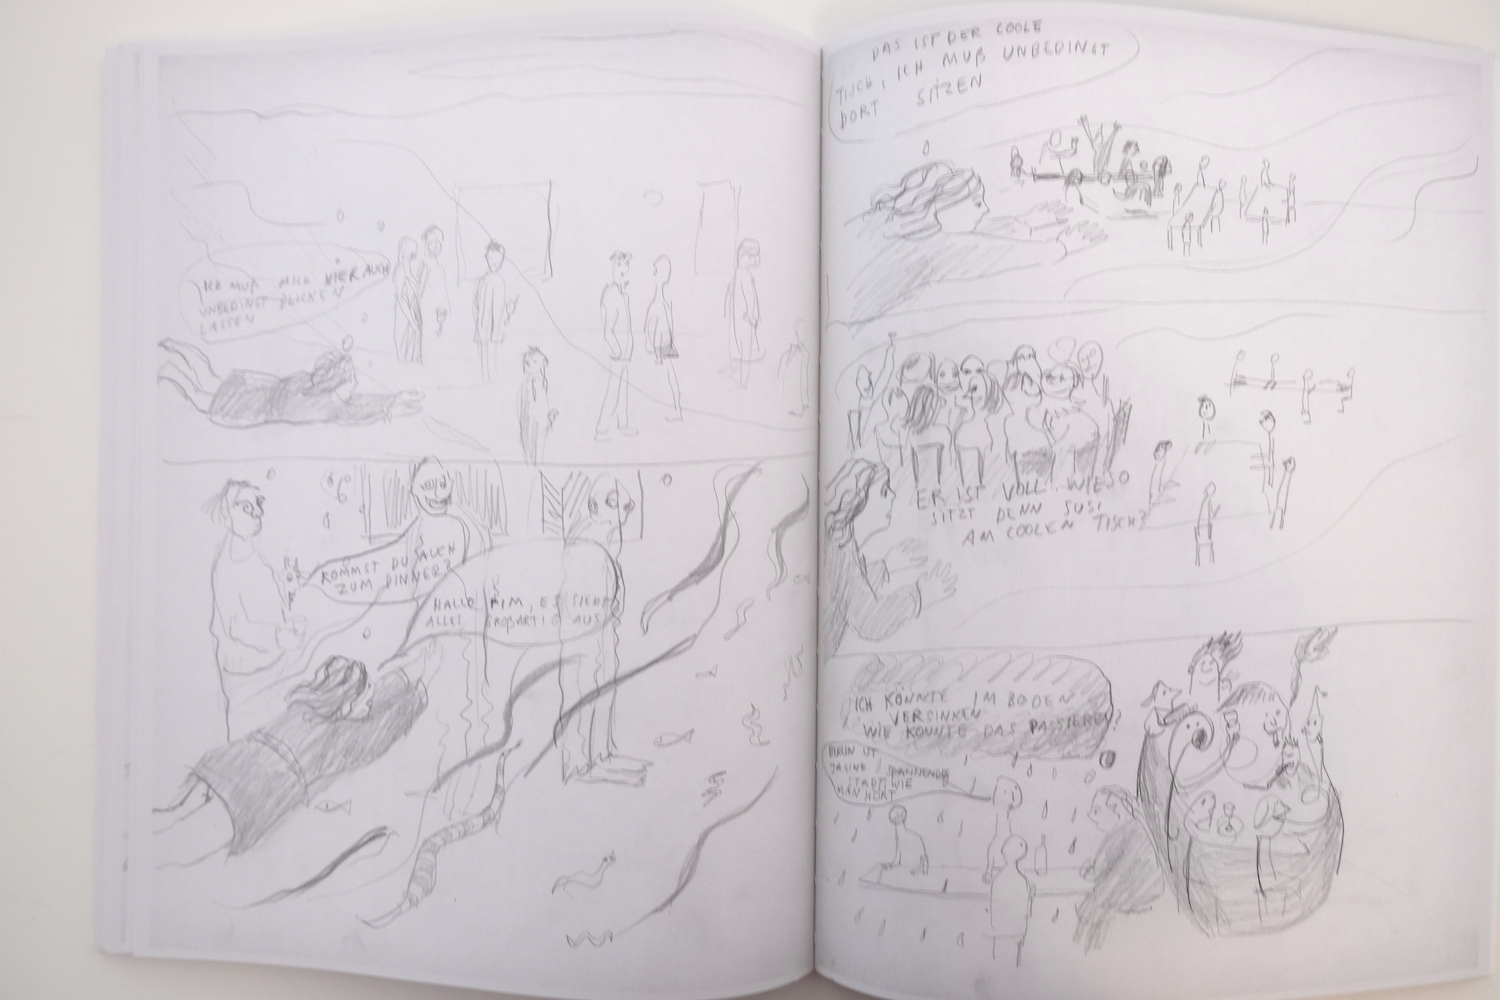 ICH MUß MICH HIER AUCH
UNBEDINGT BLICKEN
LASSEN
KOMMST DU AUCH
ZUM DINNER?
HALLO KIM, ES SIEHT
ALLES GROßARTIG AUS
DAS IST DER COOLE
TISCH, ICH MUß UNBEDINGT
DORT SITZEN
ER IST VOLL. WIESO
SITZT DENN SUSI
AM COOLEN TISCH?
ICH KÖNNTE IM BODEN
VERSINKEN
WIE KONNTE DAS PASSIEREN?
BERLIN IST
SPANNENDE
STADT WIE
MAN HÖRT